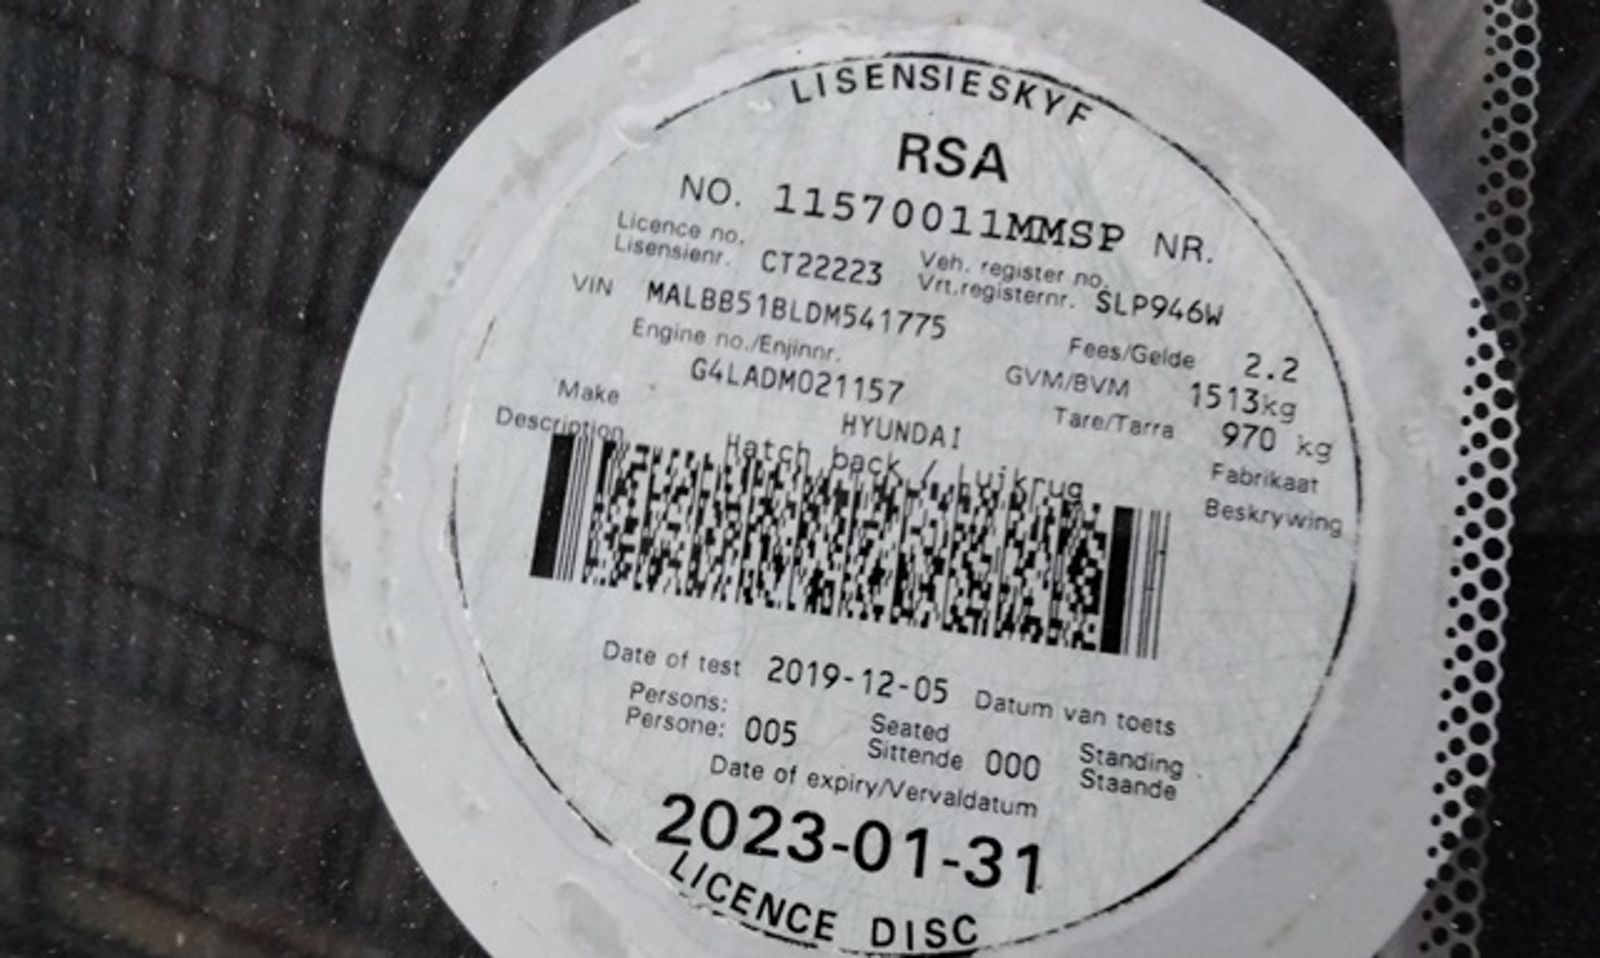 LISENSIESKYF
RSA
NO. 11570011MMSP NR.
Licence no.
Lisensienr. CT22223
Veh. register no.
Vrt.registernr. SLP946W
VIN MALBB51BLDM541775
Engine no./Enjinnr.
G4LADM021157
Fees/Gelde 2.2
GVM/BVM 1513kg
Tare/Tarra 970 kg
Make HYUNDAI Fabrikaat
Description Hatch back / Luikrug Beskrywing
Date of test 2019-12-05 Datum van toets
Persons:
Persone: 005
Seated
Sittende 000
Standing
Staande
Date of expiry/Vervaldatum
2023-01-31
LICENCE DISC